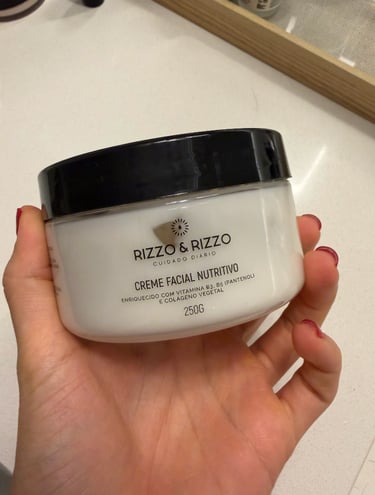 RIZZO & RIZZO
CUIDADO DIÁRIO
CREME FACIAL NUTRITIVO
ENRIQUECIDO COM VITAMINA B3, B5 (PANTENOL)
E COLÁGENO VEGETAL
250G